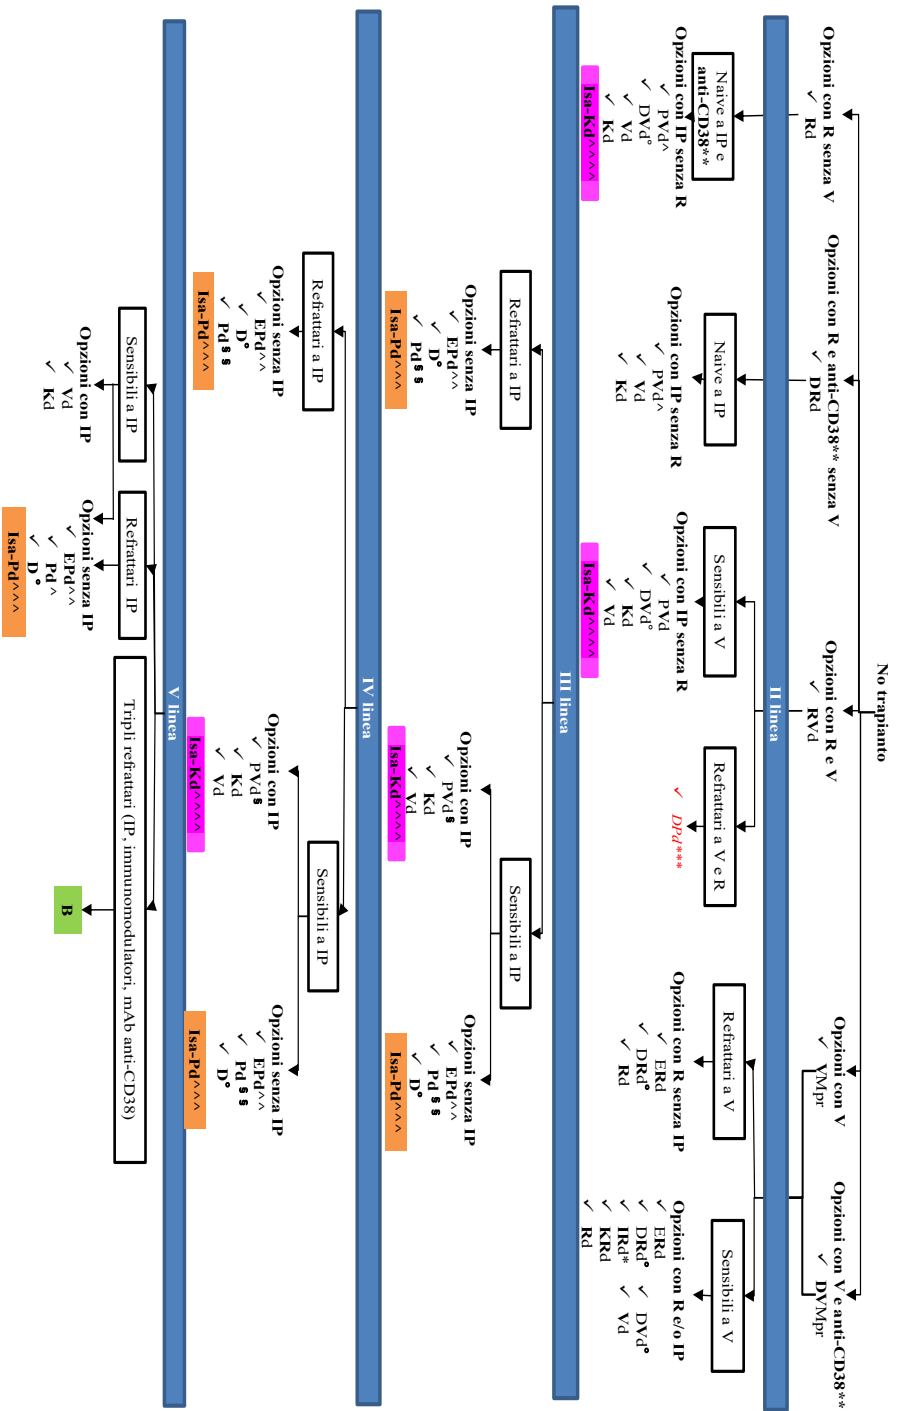 No trapianto
Opzioni con R senza V
✓ Rd
Opzioni con R e anti-CD38** senza V
✓ DRd
Opzioni con R e V
✓ RVd
Opzioni con V
✓ VMpr
Opzioni con V e anti-CD38**
✓ DVMpr
II linea
Naive a IP e
anti-CD38**
Opzioni con IP senza R
✓ PVd^
✓ DVd°
✓ Vd
✓ Kd
Isa-Kd^^^^
Naive a IP
Opzioni con IP senza R
✓ PVd^
✓ Vd
✓ Kd
Sensibili a V
Opzioni con IP senza R
✓ PVd
✓ DVd°
✓ Kd
✓ Vd
Isa-Kd^^^^
Refrattari a V e R
✓ DPd***
Refrattari a V
Opzioni con R senza IP
✓ ERd
✓ DRd°
✓ Rd
Sensibili a V
Opzioni con R e/o IP
✓ ERd
✓ DRd° ✓ DVd°
✓ IRd* ✓ Vd
✓ KRd
✓ Rd
III linea
Refrattari a IP
Opzioni senza IP
✓ EPd^^
✓ D°
✓ Pd§§
Isa-Pd^^^
Sensibili a IP
Opzioni con IP
✓ PVd§
✓ Kd
✓ Vd
Isa-Kd^^^^
Opzioni senza IP
✓ EPd^^
✓ Pd§§
✓ D°
Isa-Pd^^^
IV linea
Refrattari a IP
Opzioni senza IP
✓ EPd^^
✓ D°
✓ Pd§§
Isa-Pd^^^
Sensibili a IP
Opzioni con IP
✓ PVd§
✓ Kd
✓ Vd
Isa-Kd^^^^
Opzioni senza IP
✓ EPd^^
✓ Pd§§
✓ D°
Isa-Pd^^^
V linea
Sensibili a IP
Opzioni con IP
✓ Vd
✓ Kd
Refrattari IP
Opzioni senza IP
✓ EPd^^
✓ Pd^
✓ D°
Isa-Pd^^^
Tripli refrattari (IP, immunomodulatori, mAb anti-CD38)
B